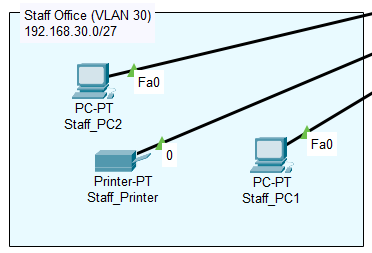 Staff Office (VLAN 30)
192.168.30.0/27
Fa0
PC-PT
Staff_PC2
0
Printer-PT
Staff_Printer
Fa0
PC-PT
Staff_PC1